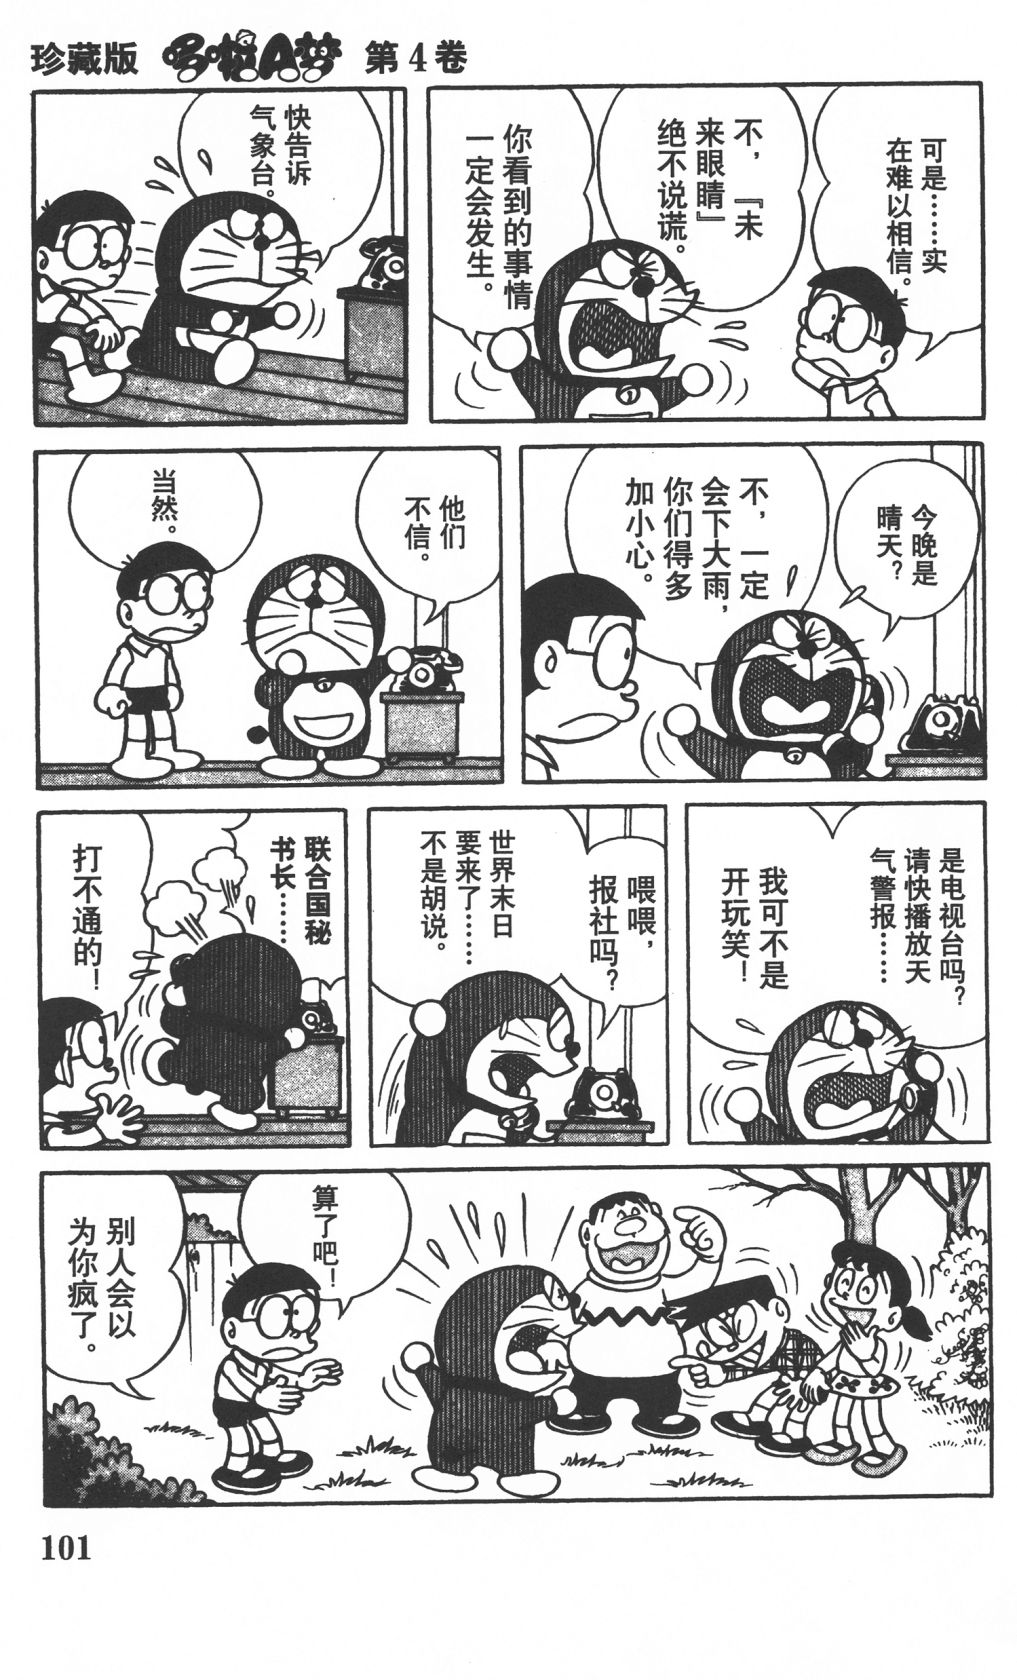 珍藏版 哆啦A梦 第4卷
可是……实
在难以相信。
不，『未
来眼睛』
绝不说谎。
你看到的事情
一定会发生。
快告诉
气象台。
今晚是
晴天？
不，一定
会下大雨，
你们得多
加小心。
他们
不信。
当然。
是电视台吗？
请快播放天
气警报……
我可不是
开玩笑！
喂喂，
报社吗？
世界末日
要来了……
不是胡说。
联合国秘
书长……
打不通的！
算了吧！
别人会以
为你疯了。
101